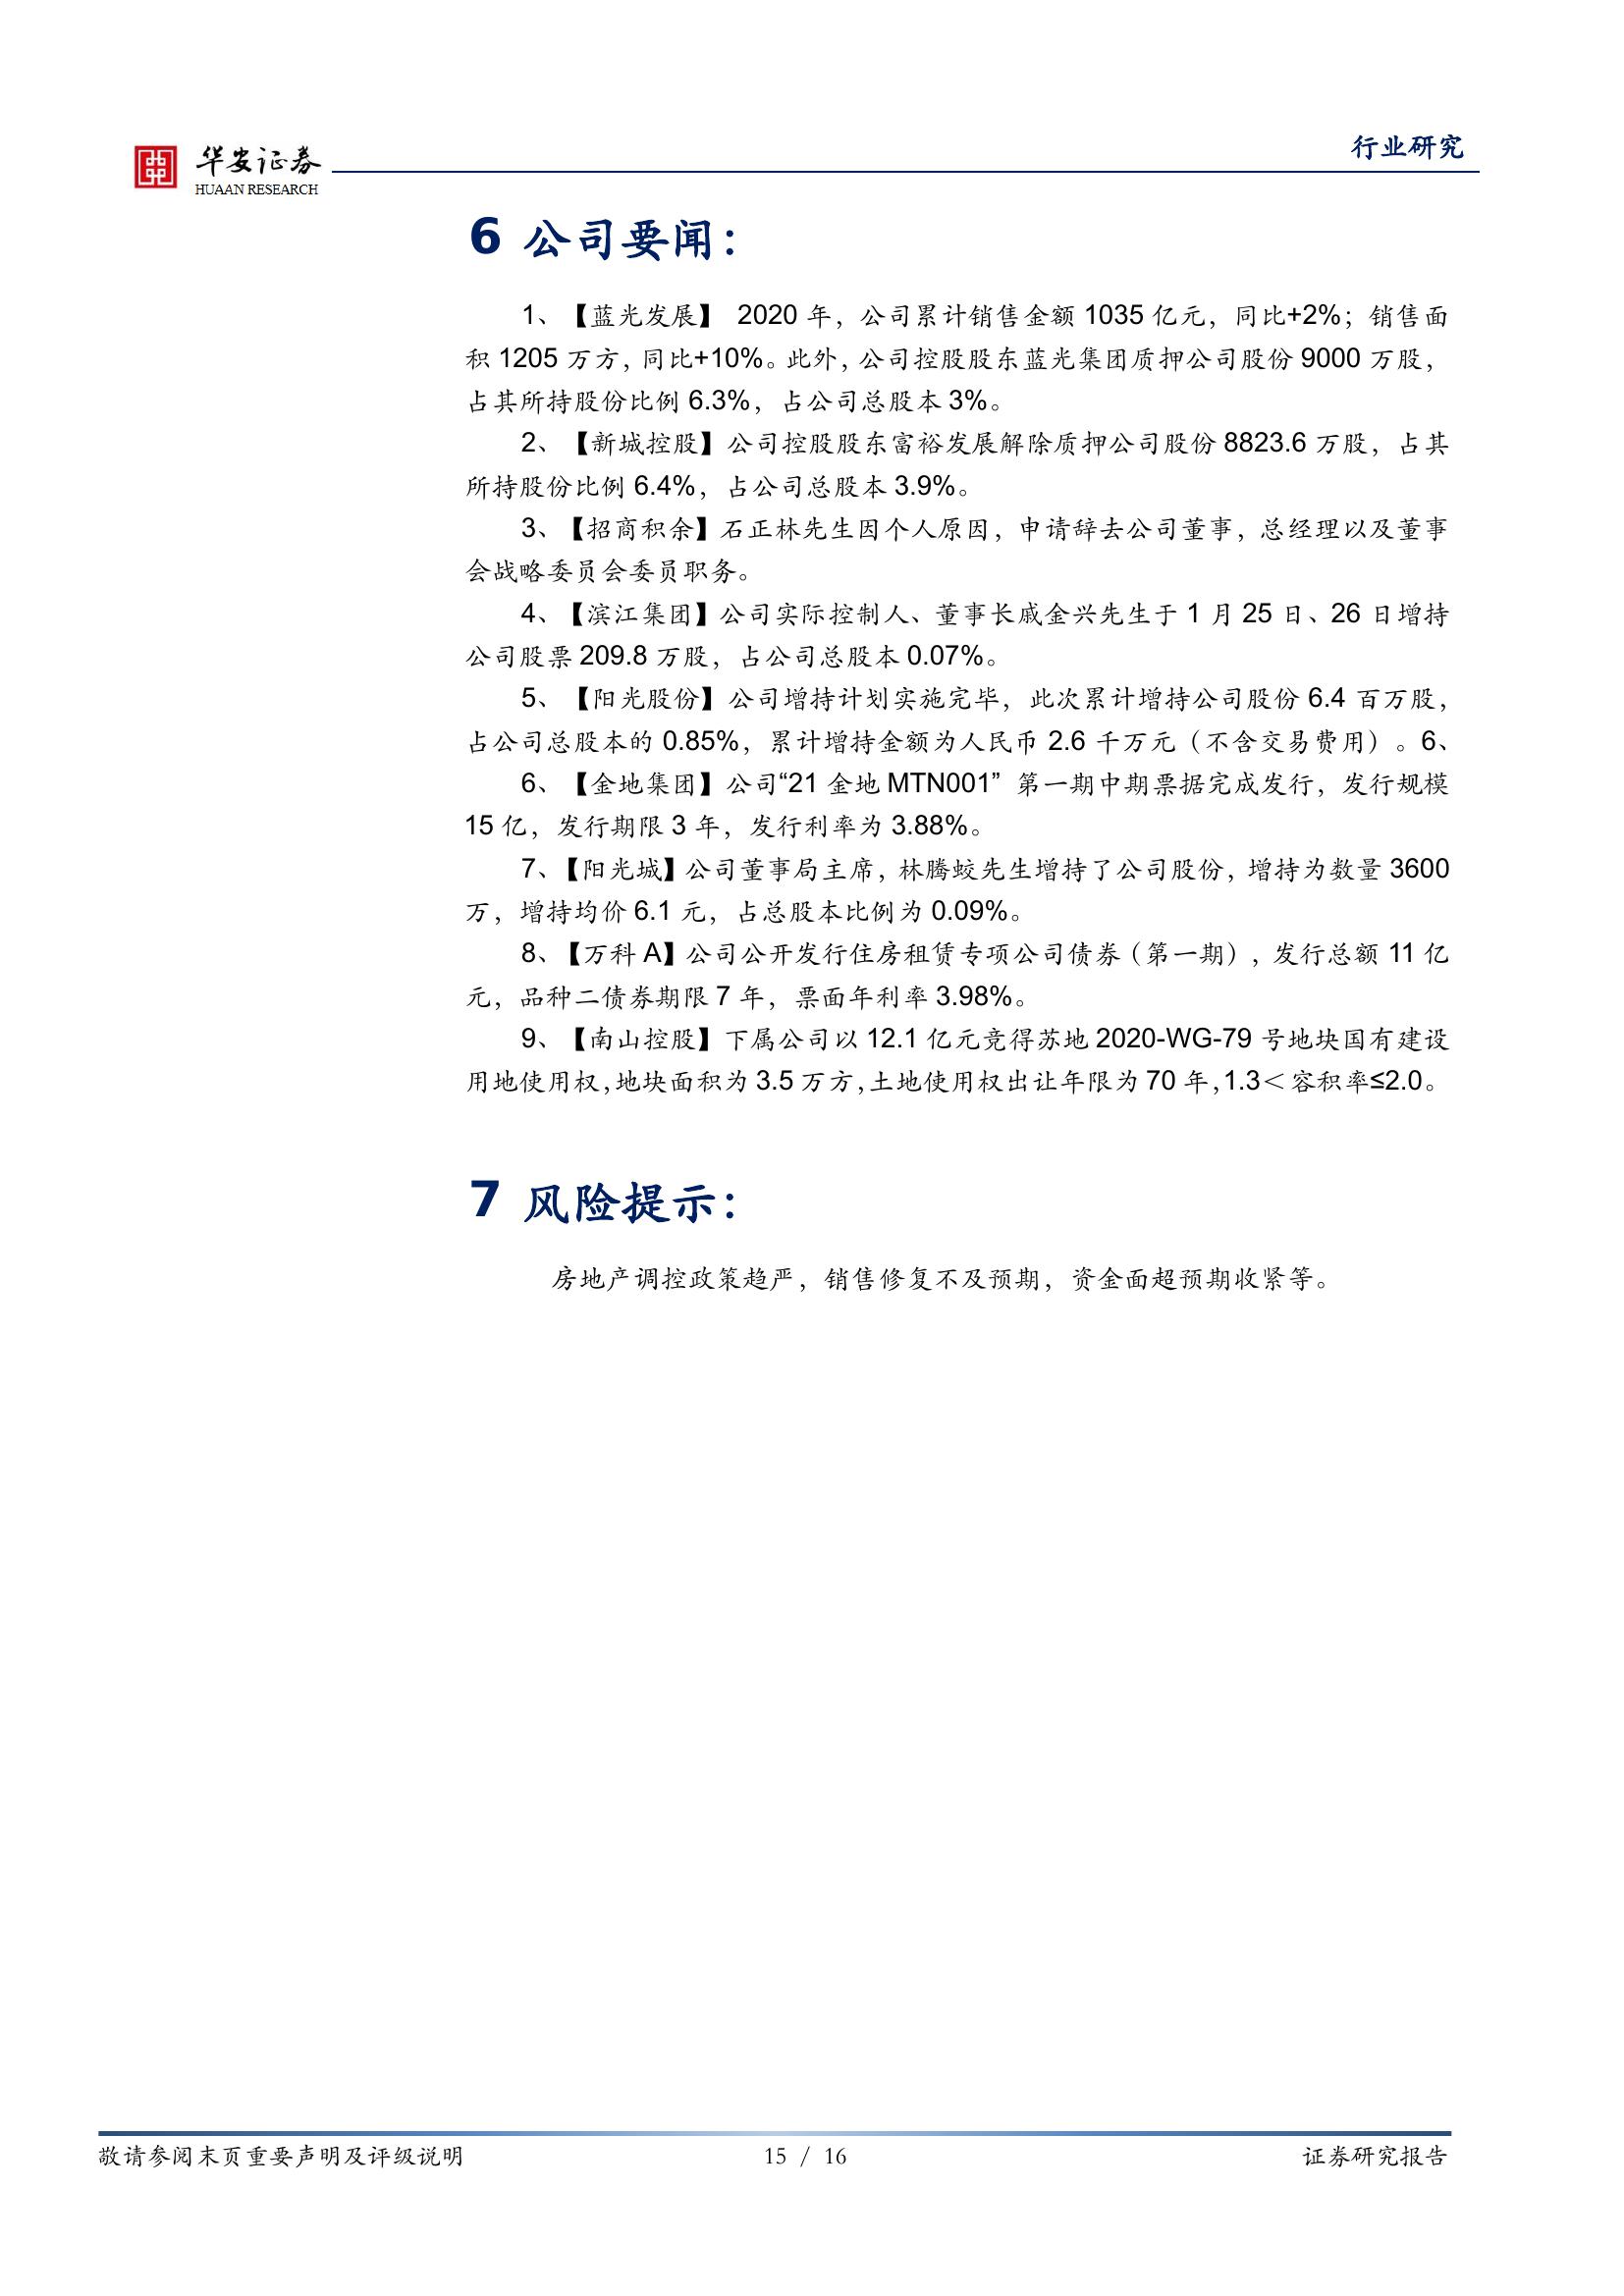 华安证券
HUAAN RESEARCH
行业研究
6 公司要闻：
1、【蓝光发展】 2020 年，公司累计销售金额 1035 亿元，同比+2%；销售面
积 1205 万方，同比+10%。此外，公司控股股东蓝光集团质押公司股份 9000 万股，
占其所持股份比例 6.3%，占公司总股本 3%。
2、【新城控股】公司控股股东富裕发展解除质押公司股份 8823.6 万股，占其
所持股份比例 6.4%，占公司总股本 3.9%。
3、【招商积余】石正林先生因个人原因，申请辞去公司董事，总经理以及董事
会战略委员会委员职务。
4、【滨江集团】公司实际控制人、董事长戚金兴先生于 1 月 25 日、26 日增持
公司股票 209.8 万股，占公司总股本 0.07%。
5、【阳光股份】公司增持计划实施完毕，此次累计增持公司股份 6.4 百万股，
占公司总股本的 0.85%，累计增持金额为人民币 2.6 千万元（不含交易费用）。6、
6、【金地集团】公司“21 金地 MTN001” 第一期中期票据完成发行，发行规模
15 亿，发行期限 3 年，发行利率为 3.88%。
7、【阳光城】公司董事局主席，林腾蛟先生增持了公司股份，增持为数量 3600
万，增持均价 6.1 元，占总股本比例为 0.09%。
8、【万科 A】公司公开发行住房租赁专项公司债券（第一期），发行总额 11 亿
元，品种二债券期限 7 年，票面年利率 3.98%。
9、【南山控股】下属公司以 12.1 亿元竞得苏地 2020-WG-79 号地块国有建设
用地使用权，地块面积为 3.5 万方，土地使用权出让年限为 70 年，1.3＜容积率≤2.0。
7 风险提示：
房地产调控政策趋严，销售修复不及预期，资金面超预期收紧等。
敬请参阅末页重要声明及评级说明
15 / 16
证券研究报告